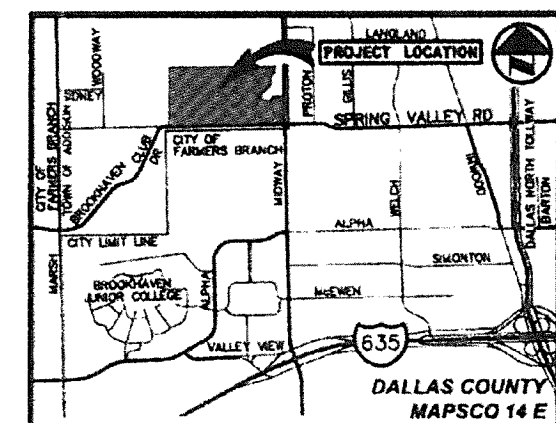 LANGLAND
PROJECT LOCATION
WOODWAY
SIDNEY
PROTON
GILLIS
SPRING VALLEY RD
CITY OF
FARMERS BRANCH
TOWN OF ADDISON
CITY OF
FARMERS BRANCH
BROOKHAVEN CLUB DR
MIDWAY
WELCH
DALLAS NORTH TOLLWAY
BARTON
ALPHA
CITY LIMIT LINE
SIMONTON
MARSH
BROOKHAVEN
JUNIOR COLLEGE
ALPHA
McEWEN
VALLEY VIEW
635
DALLAS COUNTY
MAPSCO 14 E